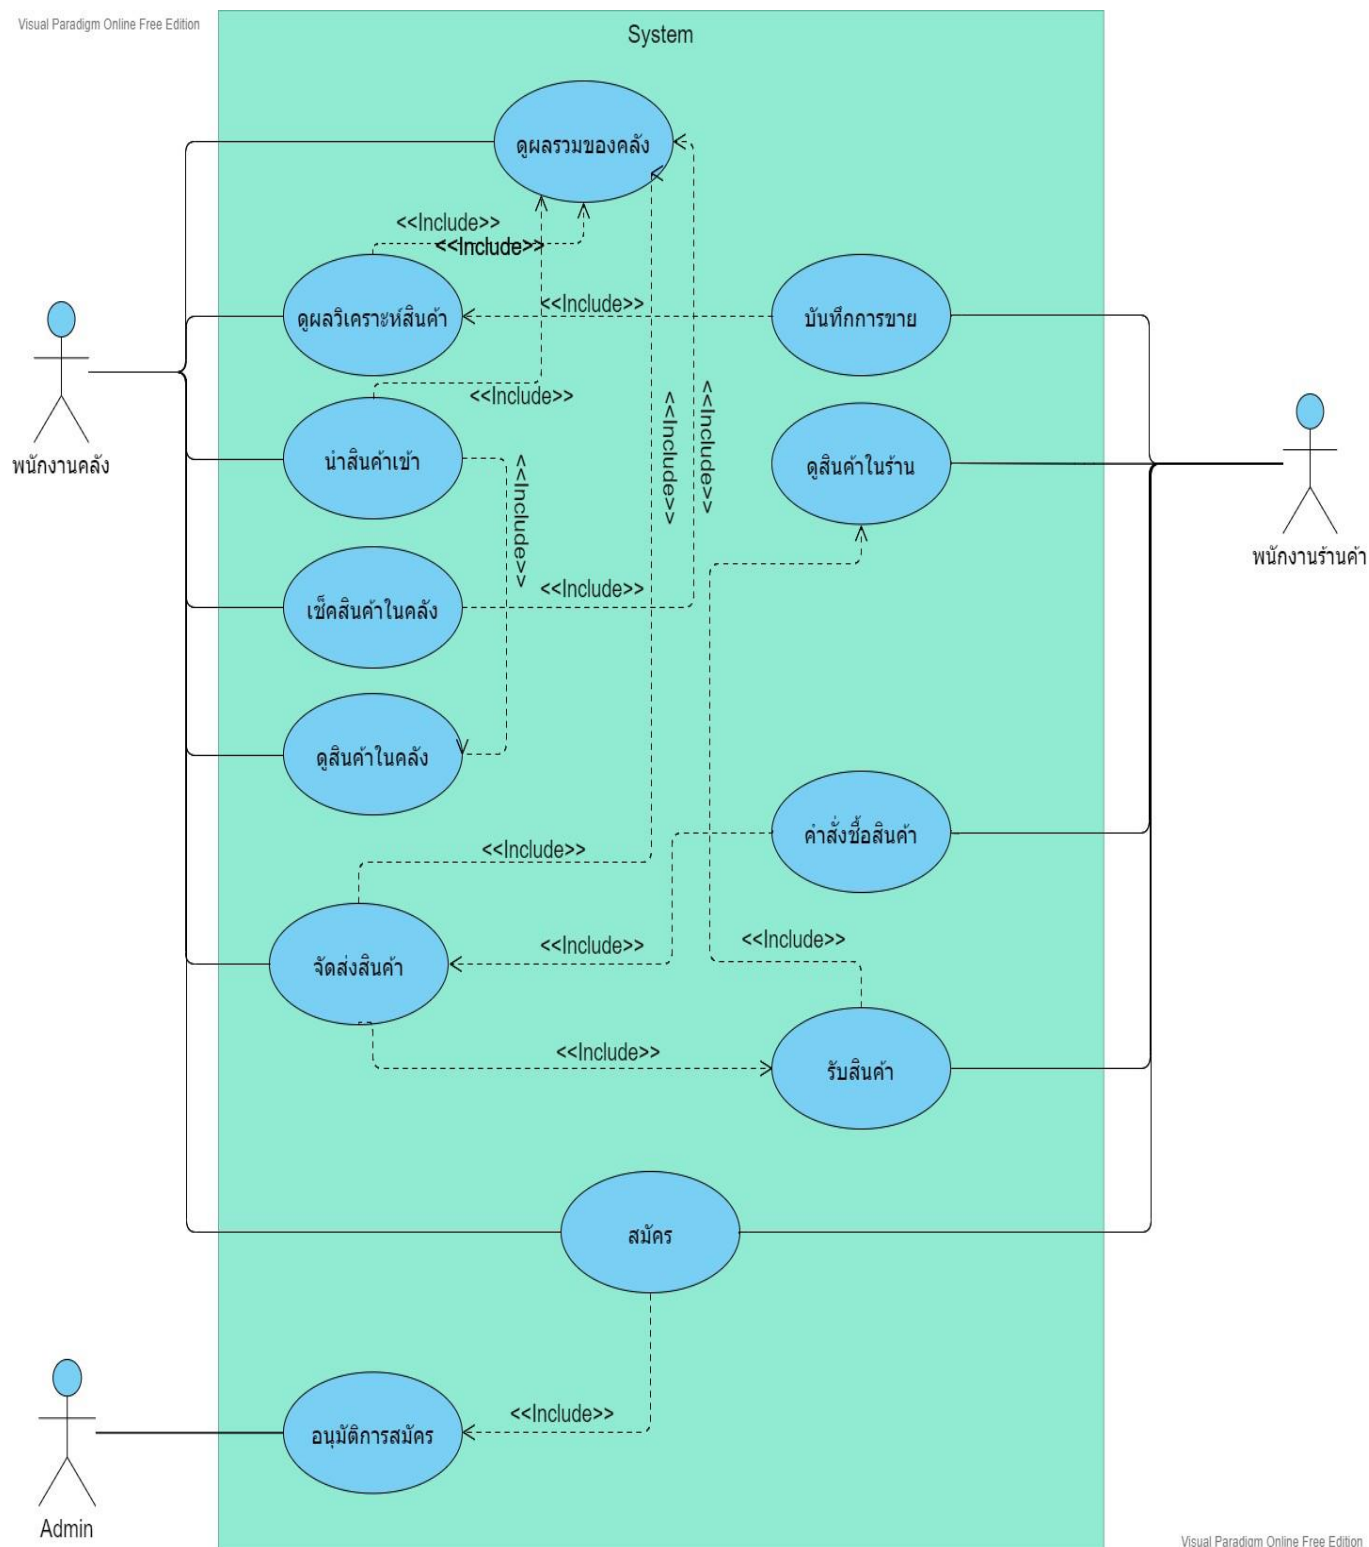 Visual Paradigm Online Free Edition
System
ดูผลรวมของคลัง
<<Include>>
<<Include>>
ดูผลวิเคราะห์สินค้า
<<Include>>
บันทึกการขาย
<<Include>>
<<Include>>
<<Include>>
พนักงานคลัง
นำสินค้าเข้า
<<Include>>
ดูสินค้าในร้าน
พนักงานร้านค้า
เช็คสินค้าในคลัง
<<Include>>
ดูสินค้าในคลัง
<<Include>>
คำสั่งซื้อสินค้า
จัดส่งสินค้า
<<Include>>
<<Include>>
<<Include>>
รับสินค้า
สมัคร
<<Include>>
อนุมัติการสมัคร
Admin
Visual Paradigm Online Free Edition